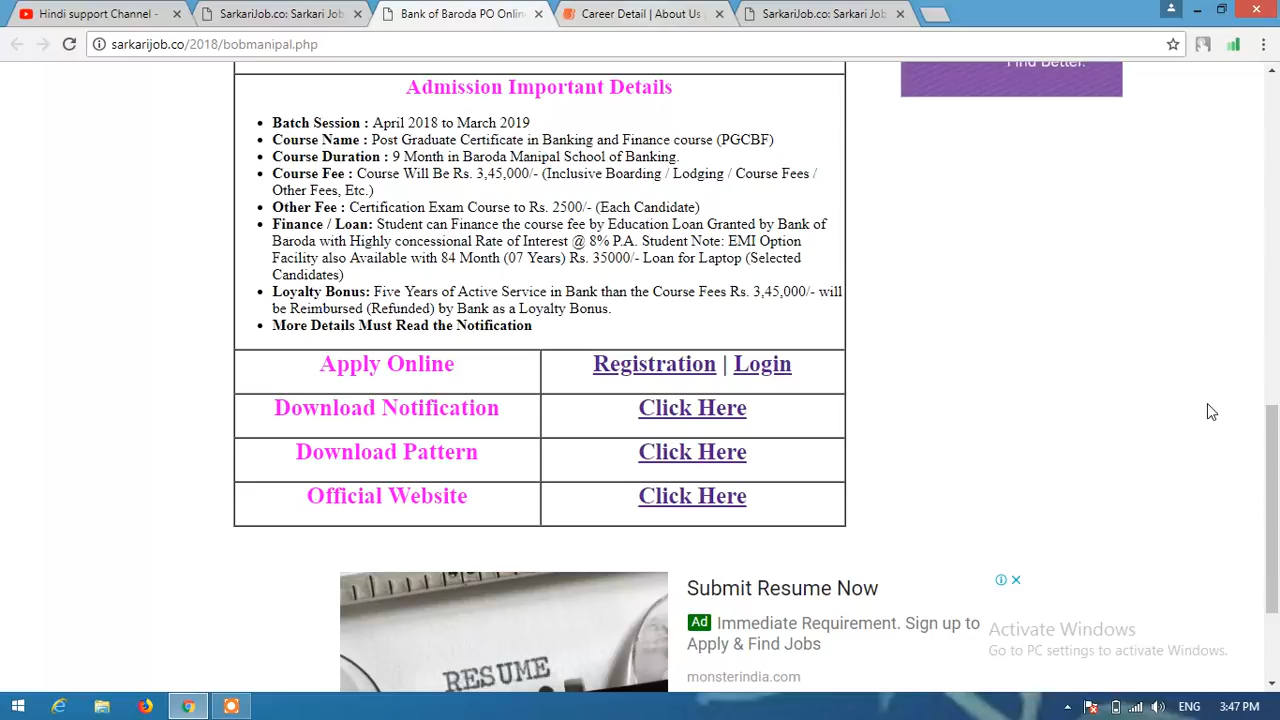 Hindi support Channel -
SarkariJob.co: Sarkari Job
Bank of Baroda PO Onlin
Career Detail | About Us
SarkariJob.co: Sarkari Job
sarkarijob.co/2018/bobmanipal.php
Find Better.
Admission Important Details
Batch Session : April 2018 to March 2019
Course Name : Post Graduate Certificate in Banking and Finance course (PGCBF)
Course Duration : 9 Month in Baroda Manipal School of Banking.
Course Fee : Course Will Be Rs. 3,45,000/- (Inclusive Boarding / Lodging / Course Fees /
Other Fees, Etc.)
Other Fee : Certification Exam Course to Rs. 2500/- (Each Candidate)
Finance / Loan: Student can Finance the course fee by Education Loan Granted by Bank of
Baroda with Highly concessional Rate of Interest @ 8% P.A. Student Note: EMI Option
Facility also Available with 84 Month (07 Years) Rs. 35000/- Loan for Laptop (Selected
Candidates)
Loyalty Bonus: Five Years of Active Service in Bank than the Course Fees Rs. 3,45,000/- will
be Reimbursed (Refunded) by Bank as a Loyalty Bonus.
More Details Must Read the Notification
Apply Online Registration | Login
Download Notification Click Here
Download Pattern Click Here
Official Website Click Here
Submit Resume Now
Ad Immediate Requirement. Sign up to
Apply & Find Jobs
monsterindia.com
RESUME
Activate Windows
Go to PC settings to activate Windows.
ENG 3:47 PM